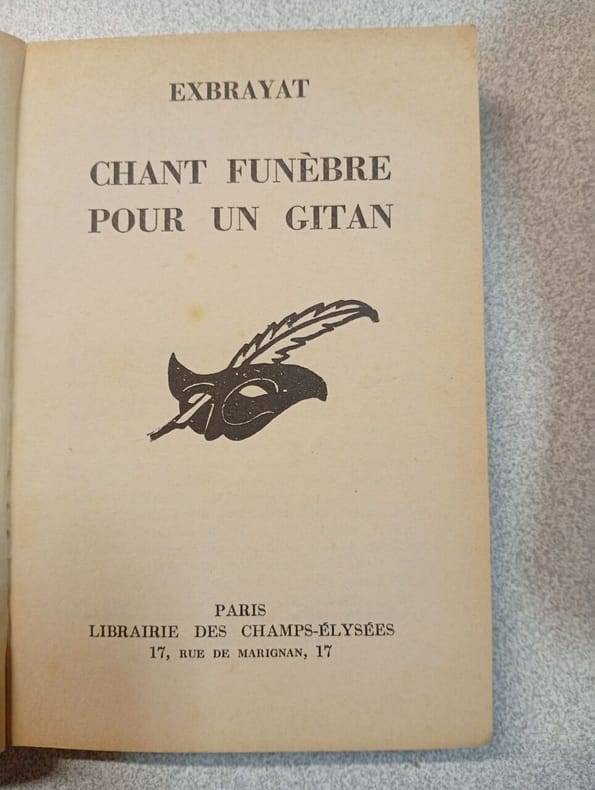 EXBRAYAT
CHANT FUNÈBRE
POUR UN GITAN
PARIS
LIBRAIRIE DES CHAMPS-ÉLYSÉES
17, RUE DE MARIGNAN, 17